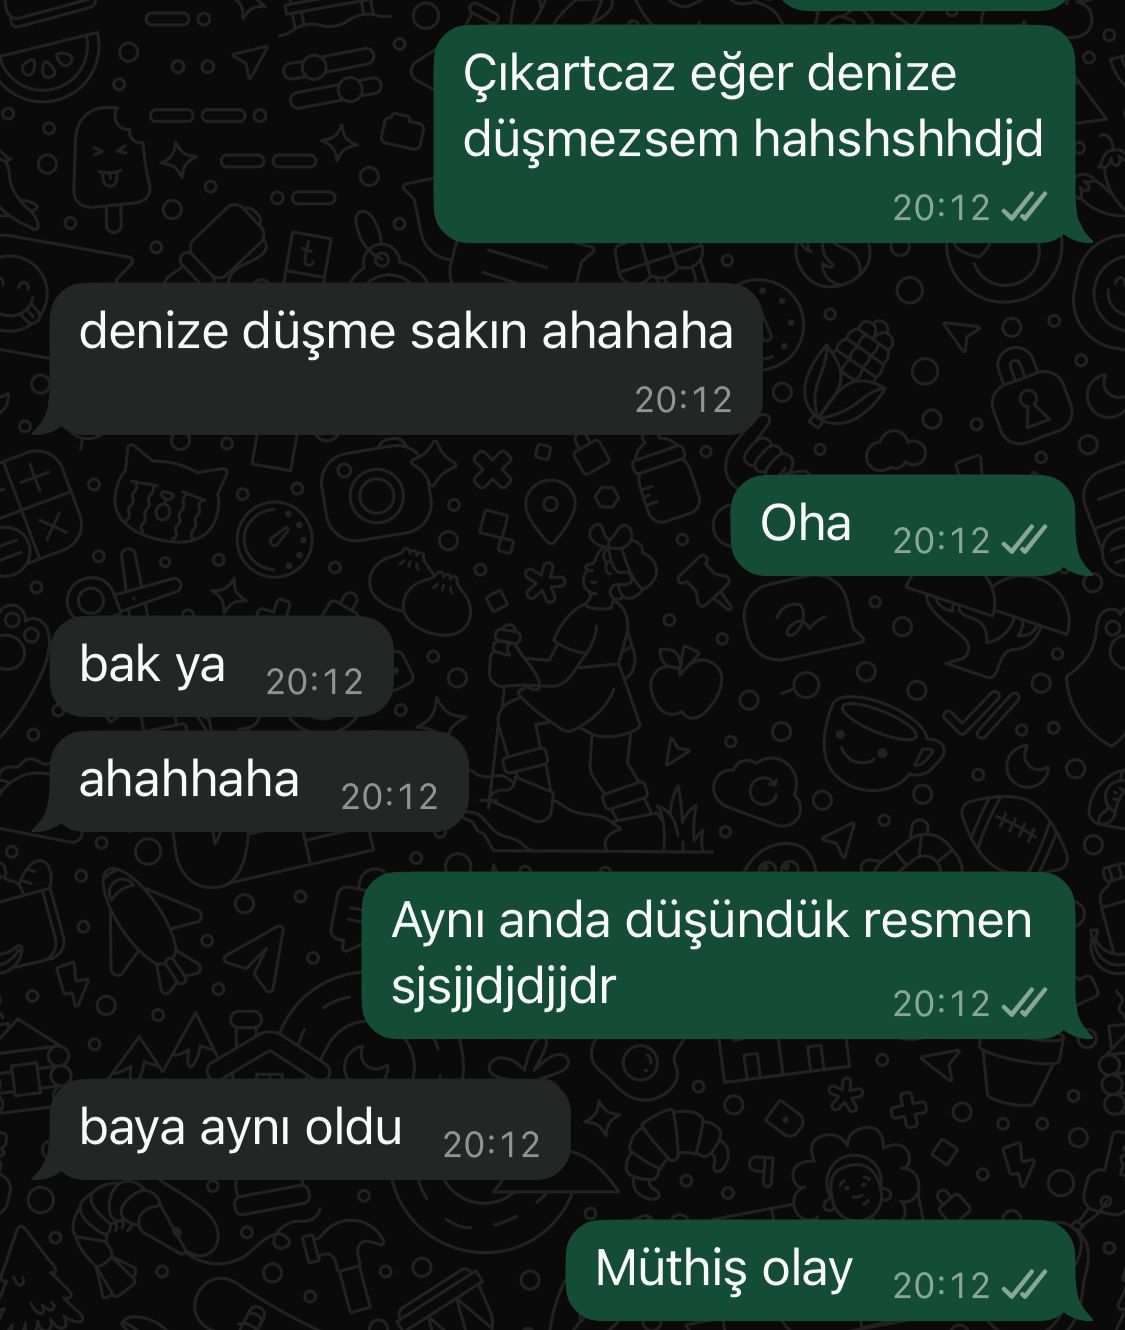 Çıkartcaz eğer denize
düşmezsem hahshshhdjd
20:12
denize düşme sakın ahahaha
20:12
Oha 20:12
bak ya 20:12
ahahhaha 20:12
Aynı anda düşündük resmen
sjsjjdjdjjdr 20:12
baya aynı oldu 20:12
Müthiş olay 20:12